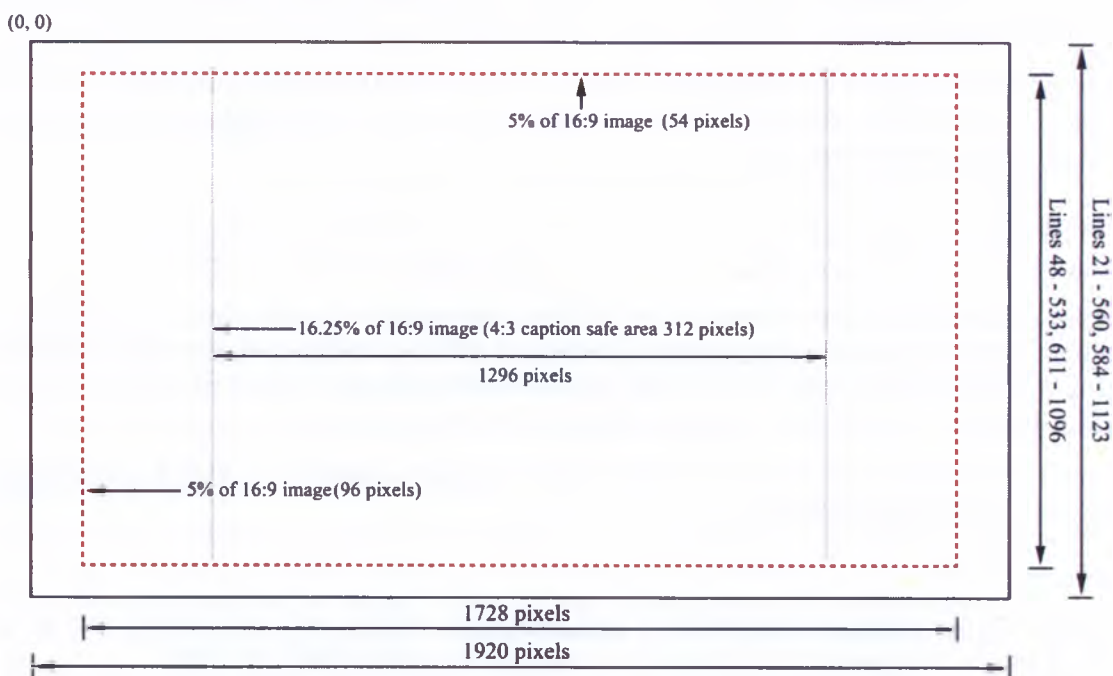 (0, 0)
5% of 16:9 image (54 pixels)
16.25% of 16:9 image (4:3 caption safe area 312 pixels)
1296 pixels
5% of 16:9 image(96 pixels)
1728 pixels
1920 pixels
Lines 48 - 533, 611 - 1096
Lines 21 - 560, 584 - 1123